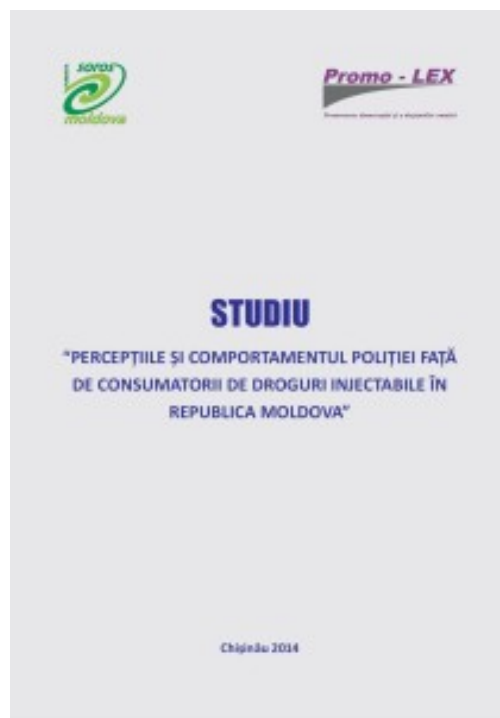 soros
moldova
Promo - LEX
STUDIU
"PERCEPȚIILE ȘI COMPORTAMENTUL POLIȚIEI FAȚĂ
DE CONSUMATORII DE DROGURI INJECTABILE ÎN
REPUBLICA MOLDOVA"
Chișinău 2014